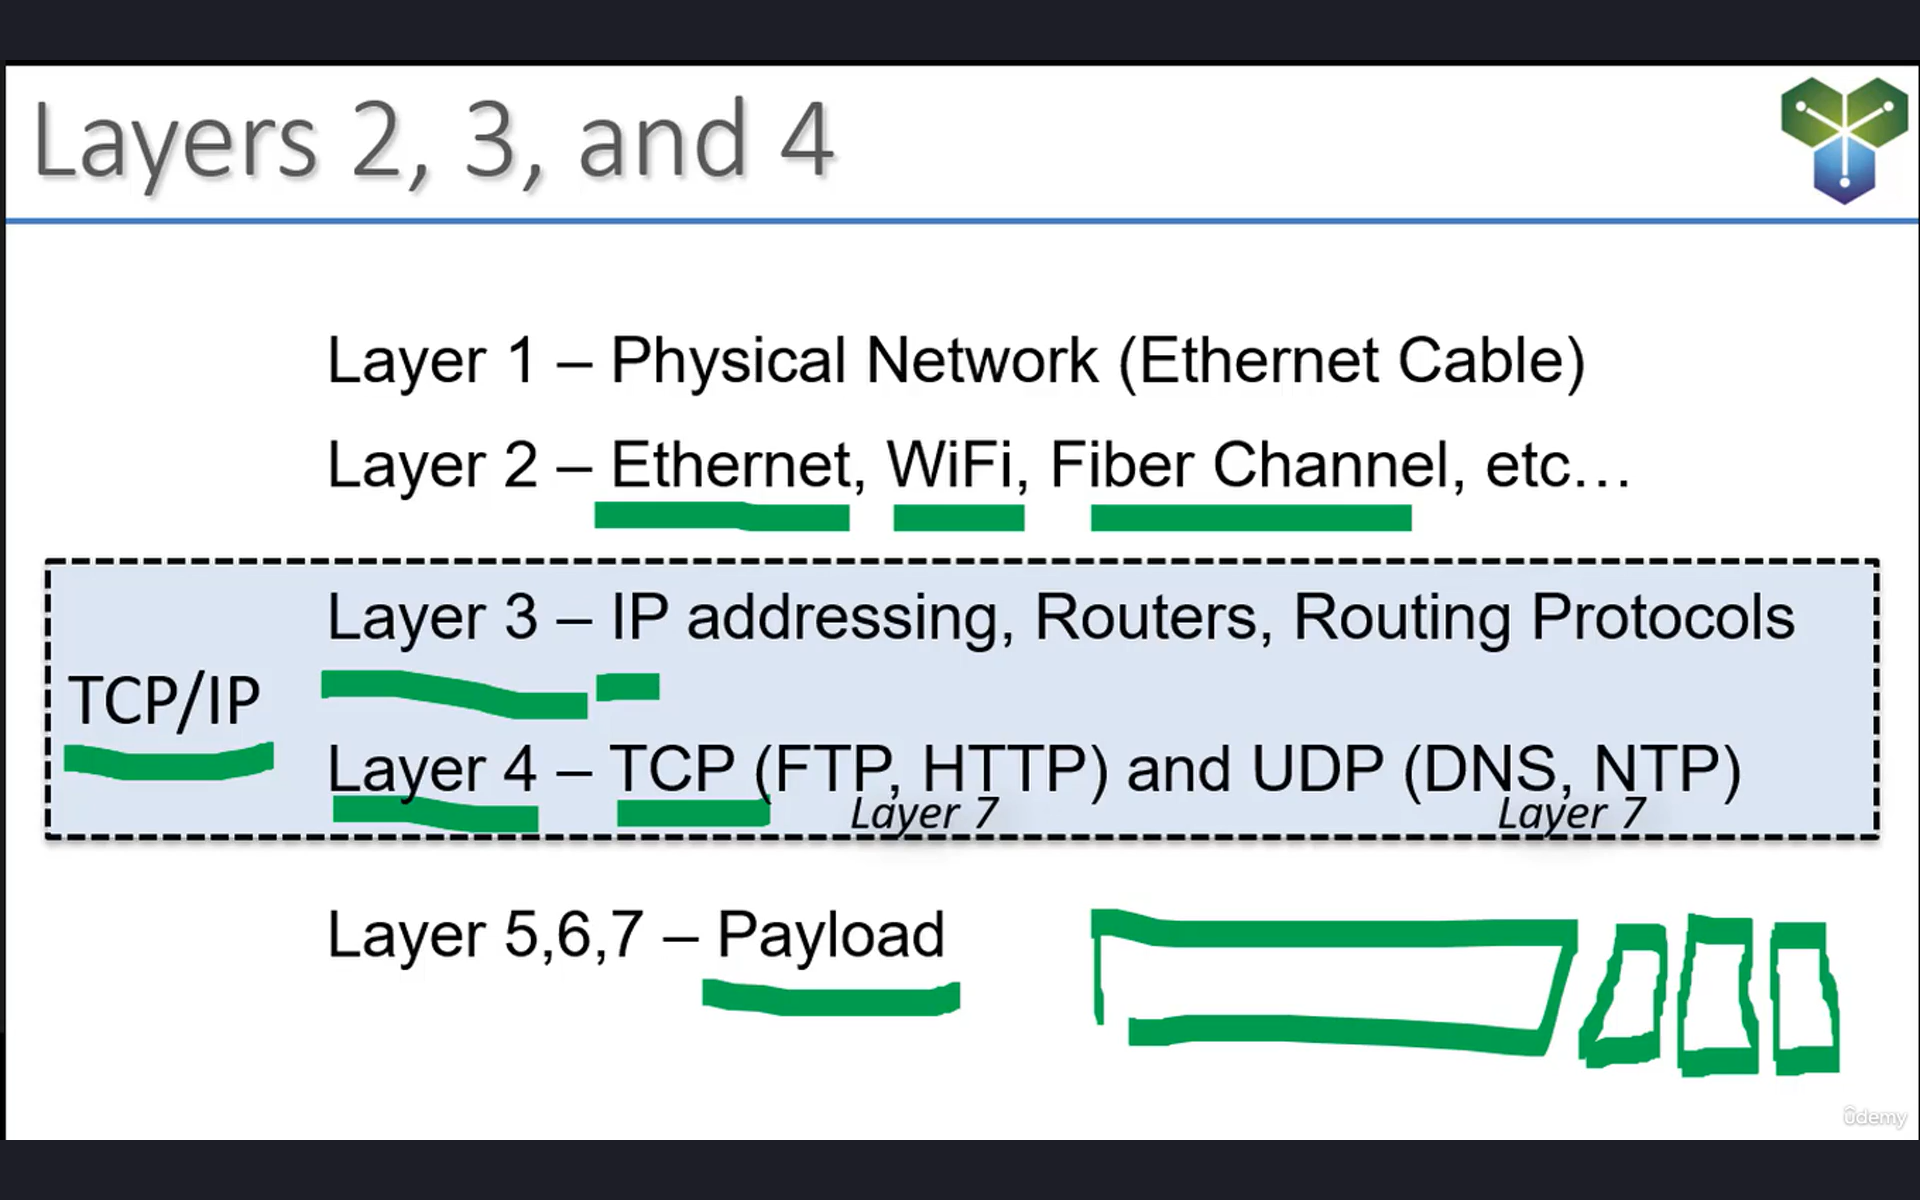 Layers 2, 3, and 4
Layer 1 – Physical Network (Ethernet Cable)
Layer 2 – Ethernet, WiFi, Fiber Channel, etc…
Layer 3 – IP addressing, Routers, Routing Protocols
TCP/IP
Layer 4 – TCP (FTP, HTTP) and UDP (DNS, NTP)
Layer 7 Layer 7
Layer 5,6,7 – Payload
ûdemy